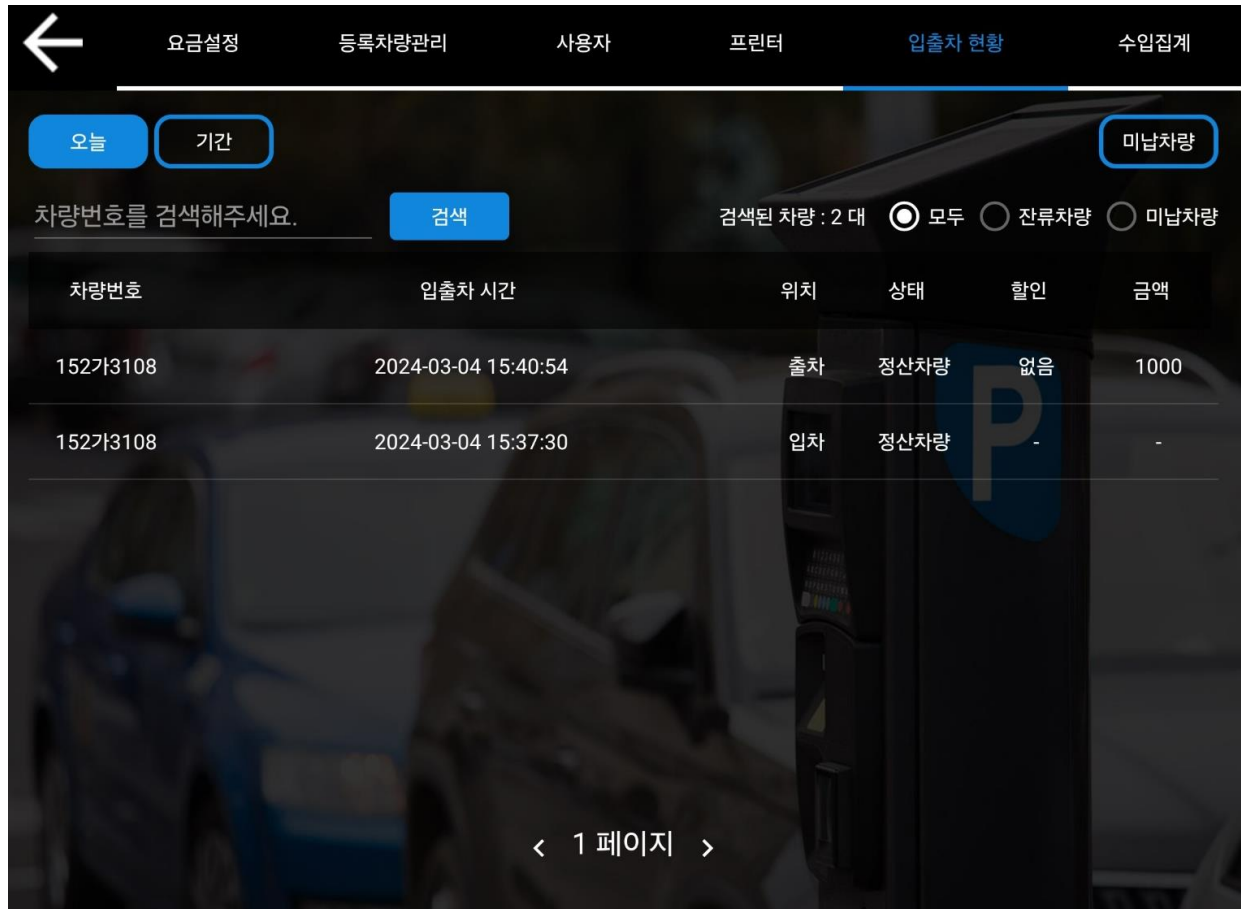 요금설정 등록차량관리 사용자 프린터 입출차 현황 수입집계
오늘 기간 미납차량
차량번호를 검색해주세요. 검색 검색된 차량 : 2 대 모두 잔류차량 미납차량
차량번호 입출차 시간 위치 상태 할인 금액
152가3108 2024-03-04 15:40:54 출차 정산차량 없음 1000
152가3108 2024-03-04 15:37:30 입차 정산차량 - -
P
< 1 페이지 >